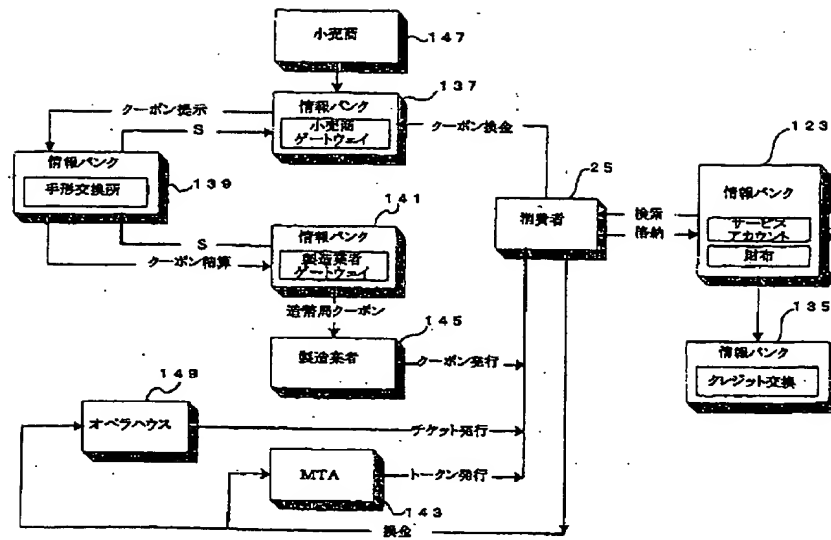 小売商
147
137
クーポン提示
情報バンク
小売商
ゲートウェイ
クーポン換金
S
123
情報バンク
手形交換所
139
25
情報バンク
サービス
アカウント
財布
消費者
検索
格納
141
S
情報バンク
製造業者
ゲートウェイ
クーポン精算
造幣局クーポン
135
145
情報バンク
クレジット交換
製造業者
クーポン発行
149
オペラハウス
チケット発行
MTA
トークン発行
143
換金